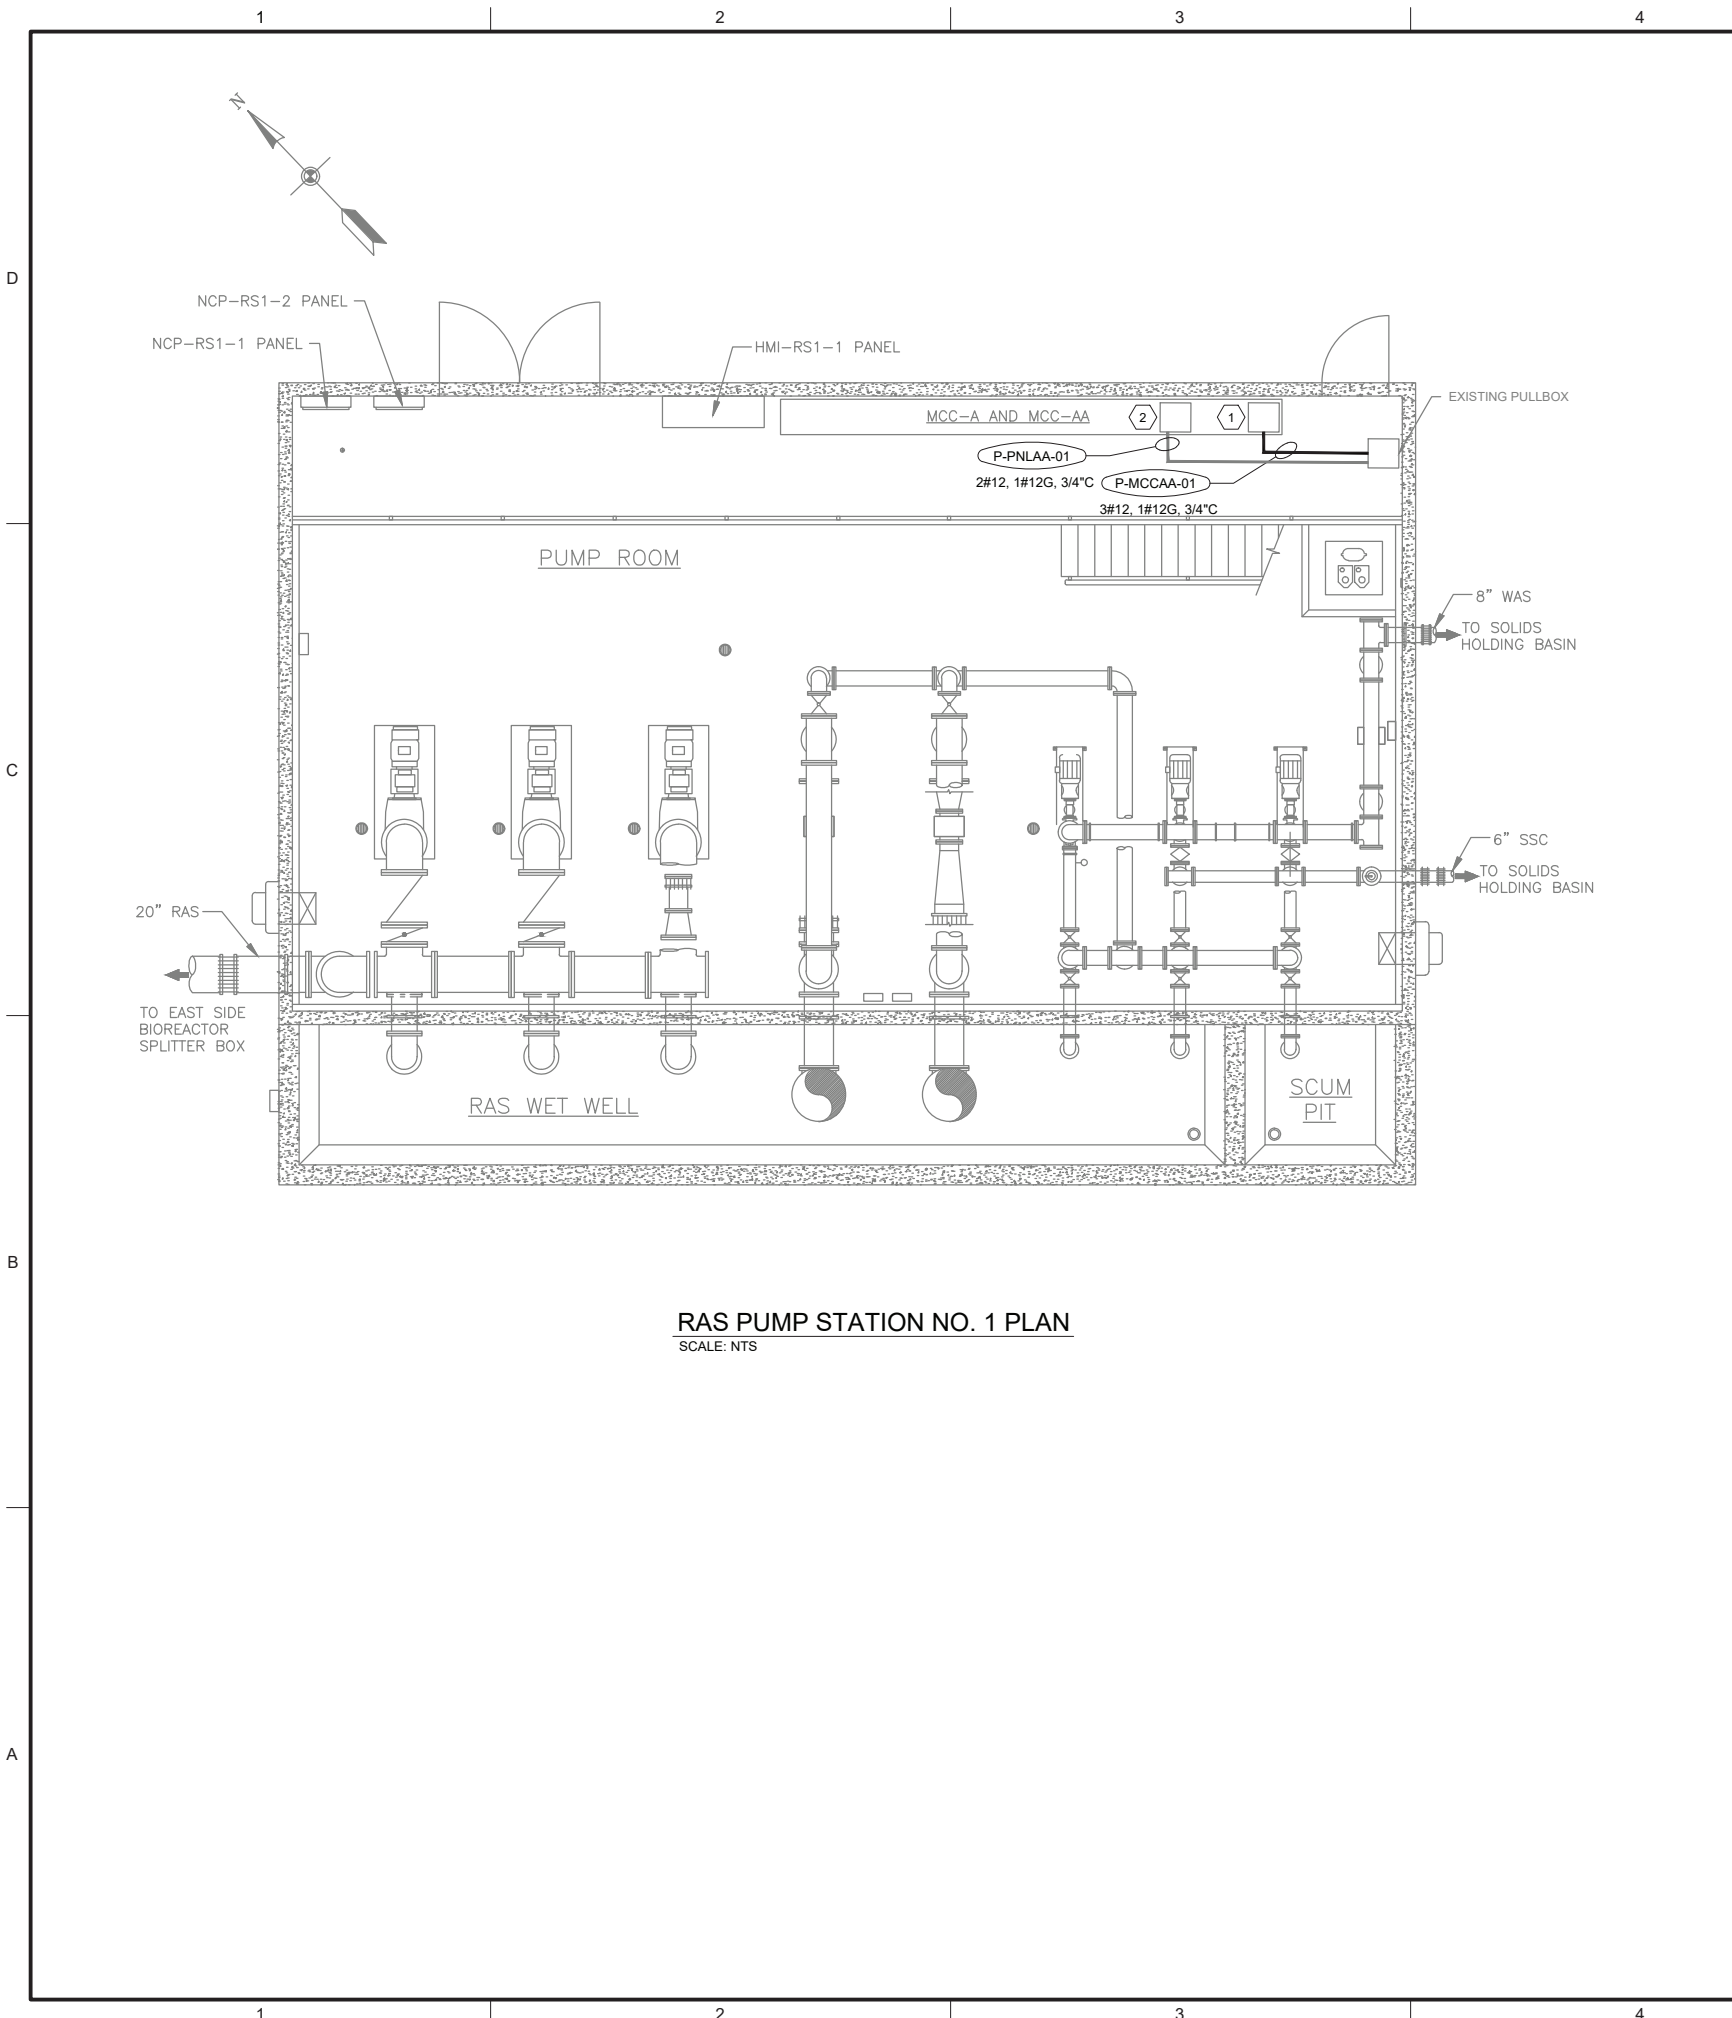 1 2 3 4
N
D
NCP-RS1-2 PANEL
NCP-RS1-1 PANEL
HMI-RS1-1 PANEL
EXISTING PULLBOX
MCC-A AND MCC-AA
2
1
P-PNLAA-01
2#12, 1#12G, 3/4"C
P-MCCAA-01
3#12, 1#12G, 3/4"C
PUMP ROOM
8" WAS
TO SOLIDS
HOLDING BASIN
C
6" SSC
TO SOLIDS
HOLDING BASIN
20" RAS
TO EAST SIDE
BIOREACTOR
SPLITTER BOX
RAS WET WELL
SCUM
PIT
B
RAS PUMP STATION NO. 1 PLAN
SCALE: NTS
A
1 2 3 4